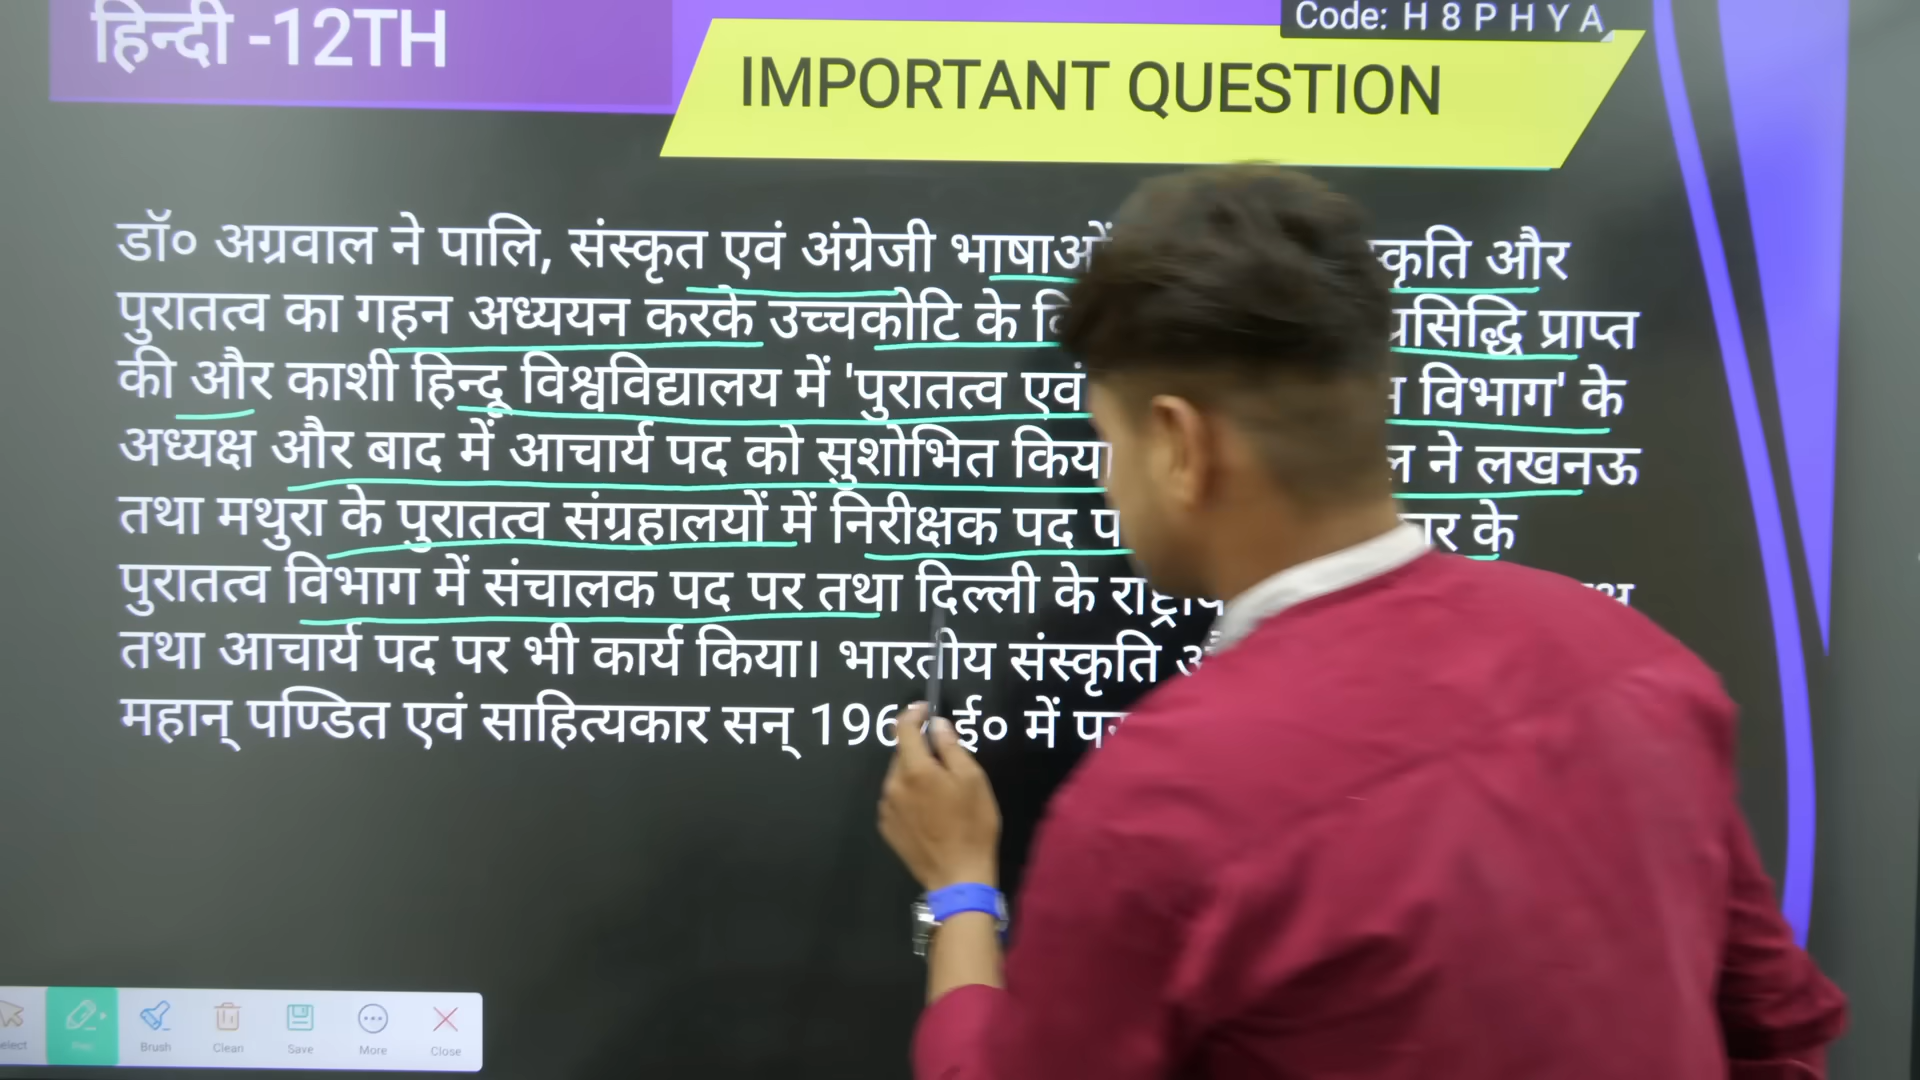 हिन्दी -12TH
Code: H 8 P H Y A
IMPORTANT QUESTION
डॉ० अग्रवाल ने पालि, संस्कृत एवं अंग्रेजी भाषाओं और
पुरातत्व का गहन अध्ययन करके उच्चकोटि के प्रसिद्धि प्राप्त
की और काशी हिन्दू विश्वविद्यालय में 'पुरातत्व एवं विभाग' के
अध्यक्ष और बाद में आचार्य पद को सुशोभित किया ने लखनऊ
तथा मथुरा के पुरातत्व संग्रहालयों में निरीक्षक पद के
पुरातत्व विभाग में संचालक पद पर तथा दिल्ली के
तथा आचार्य पद पर भी कार्य किया। भारतीय संस्कृति
महान् पण्डित एवं साहित्यकार सन् ई० में
Brush
Clean
Save
More
Close